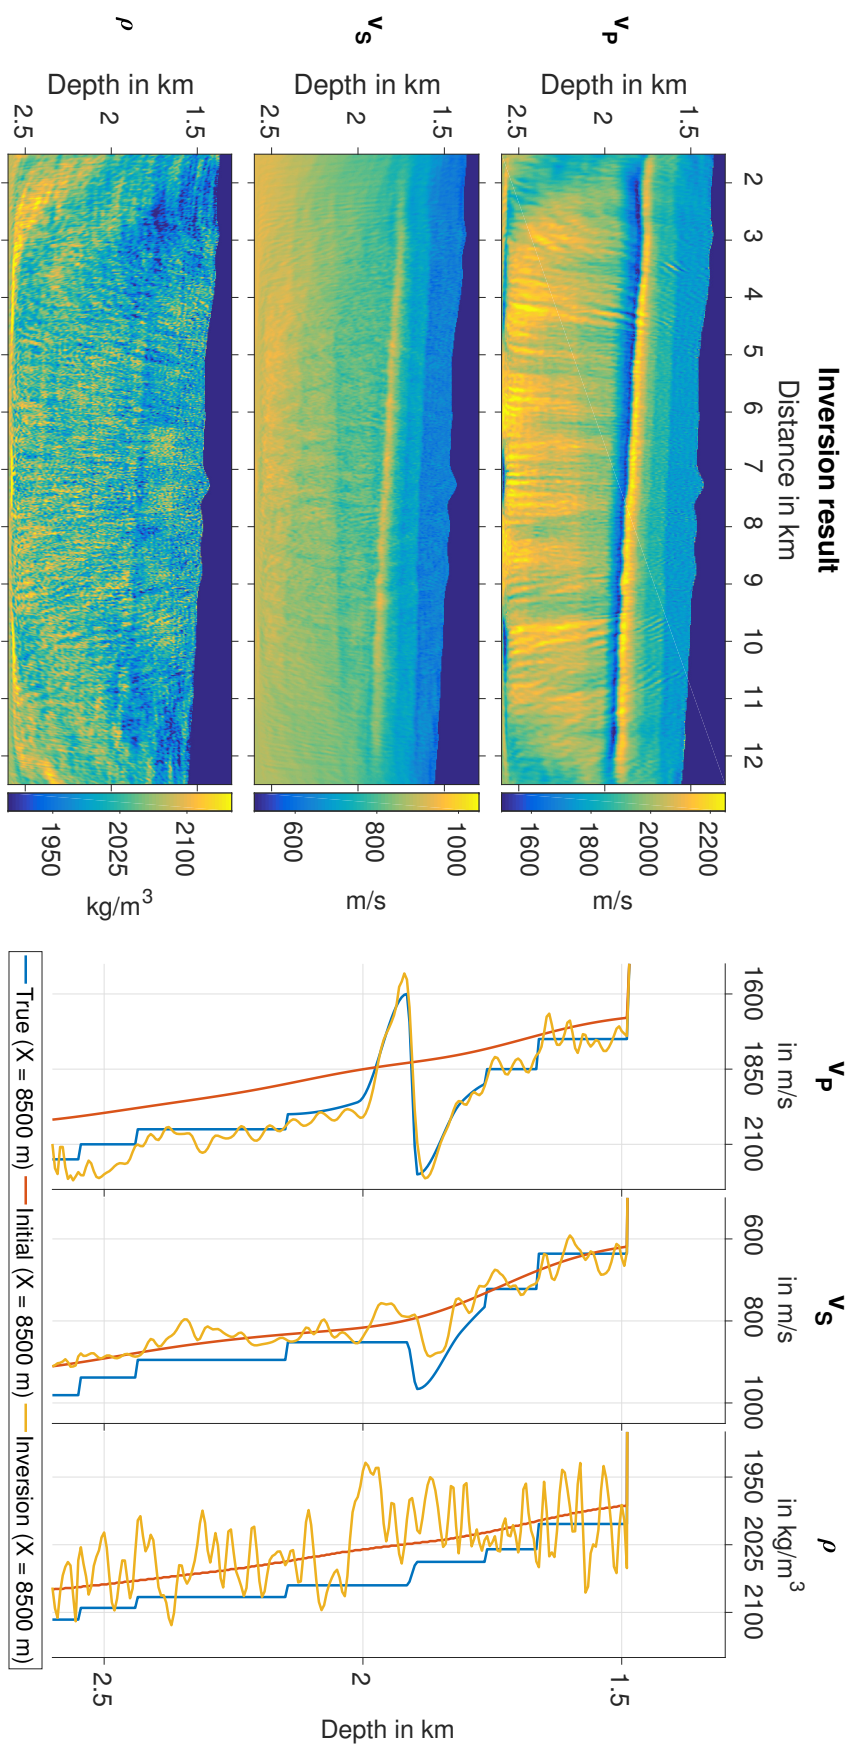 Inversion result
Distance in km
2 3 4 5 6 7 8 9 10 11 12
v_P
Depth in km
1.5 2 2.5
1600 1800 2000 2200
m/s
v_S
Depth in km
1.5 2 2.5
600 800 1000
m/s
ρ
Depth in km
1.5 2 2.5
1950 2025 2100
kg/m³
v_P
in m/s
1600 1850 2100
v_S
in m/s
600 800 1000
ρ
in kg/m³
1950 2025 2100
1.5 2 2.5
Depth in km
True (X = 8500 m) Initial (X = 8500 m) Inversion (X = 8500 m)